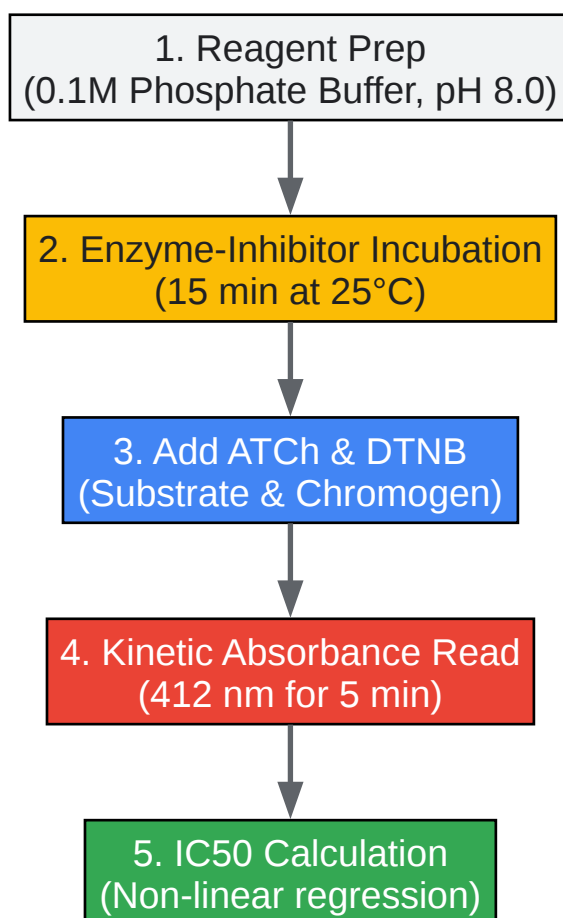 1. Reagent Prep
(0.1M Phosphate Buffer, pH 8.0)
2. Enzyme-Inhibitor Incubation
(15 min at 25°C)
3. Add ATCh & DTNB
(Substrate & Chromogen)
4. Kinetic Absorbance Read
(412 nm for 5 min)
5. IC50 Calculation
(Non-linear regression)